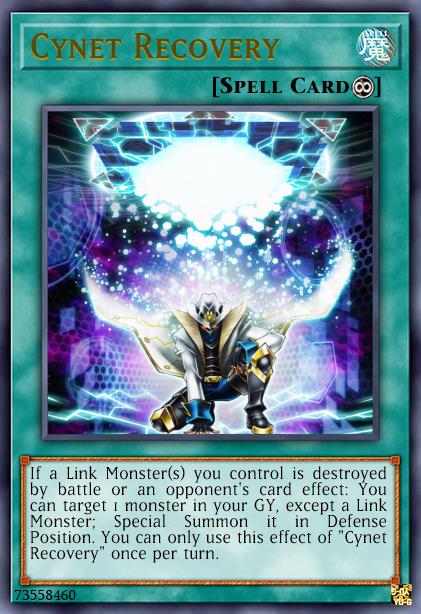 Cynet Recovery
SPELL
魔
[Spell Card]
If a Link Monster(s) you control is destroyed
by battle or an opponent's card effect: You
can target 1 monster in your GY, except a Link
Monster; Special Summon it in Defense
Position. You can only use this effect of "Cynet
Recovery" once per turn.
73558460